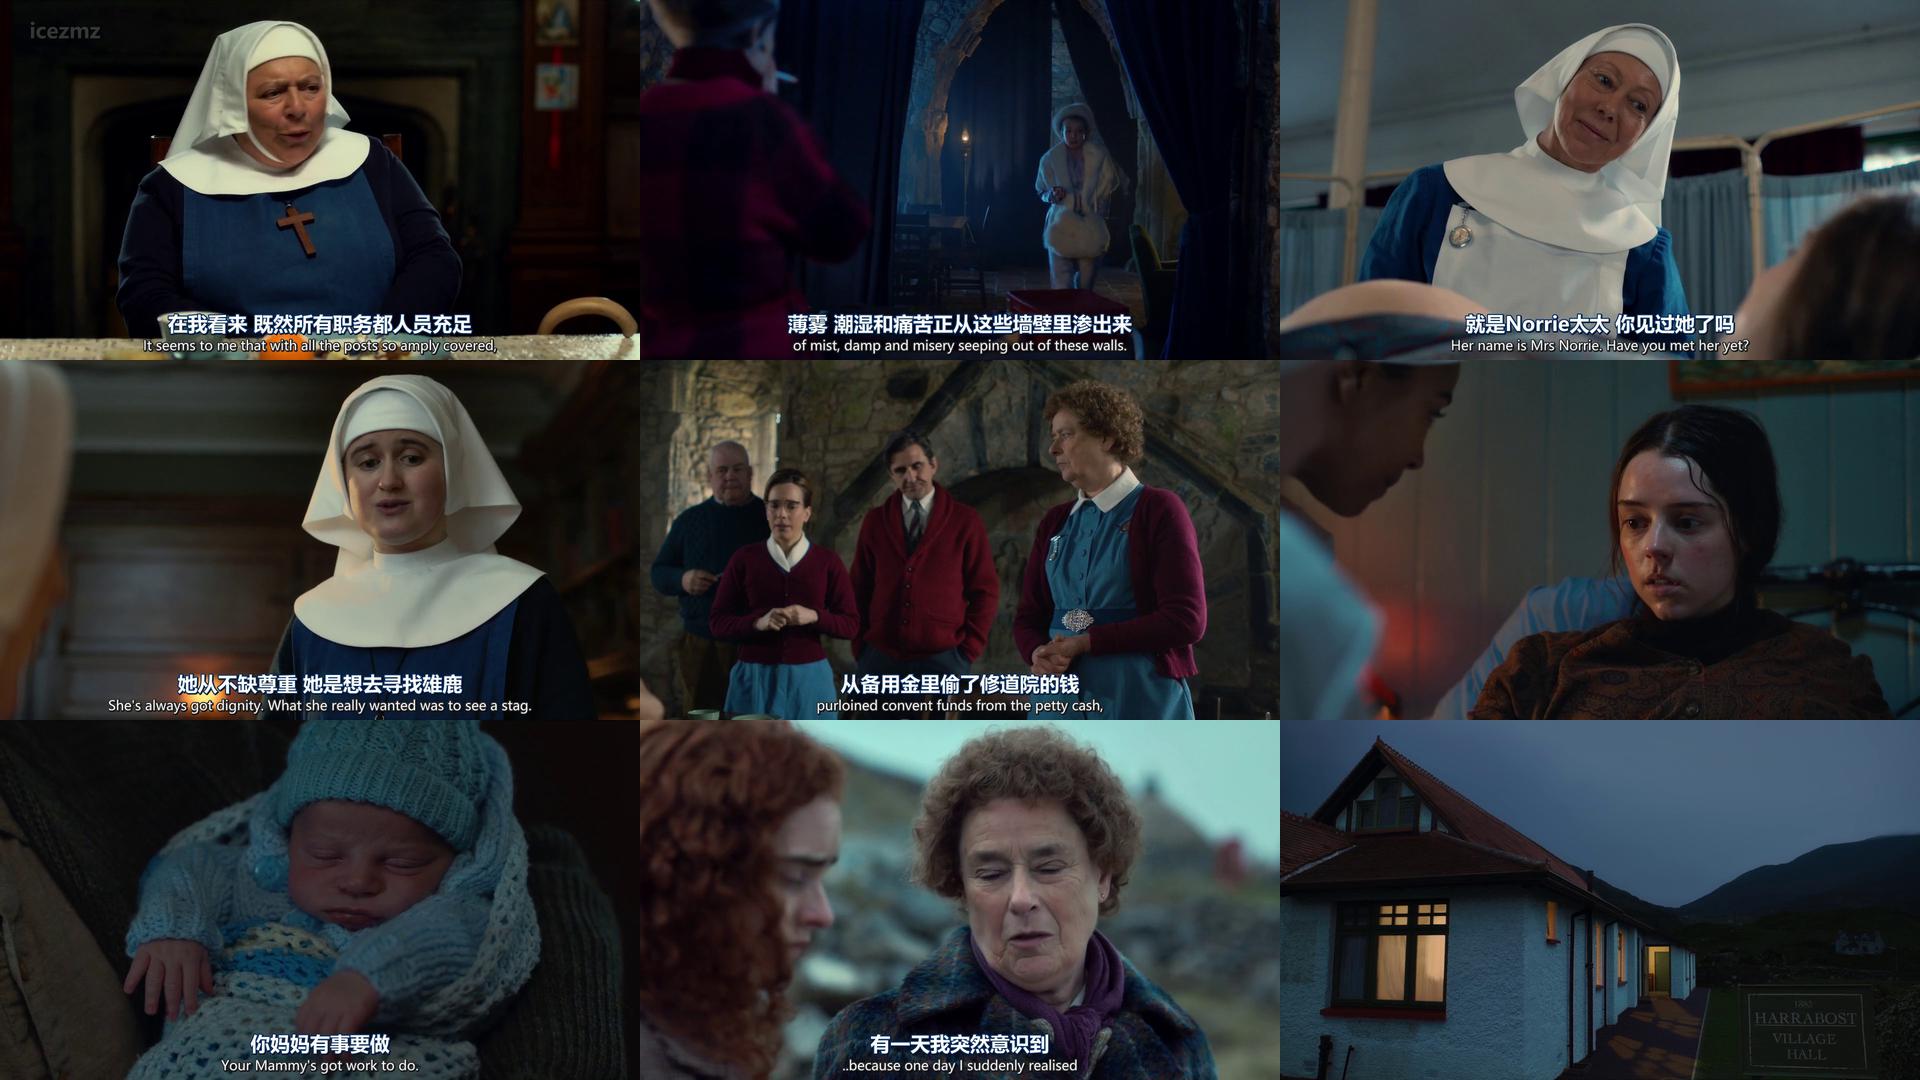 icezmz
在我看来 既然所有职务都人员充足
It seems to me that with all the posts so amply covered,
薄雾 潮湿和痛苦正从这些墙壁里渗出来
of mist, damp and misery seeping out of these walls.
就是Norrie太太 你见过她了吗
Her name is Mrs Norrie. Have you met her yet?
她从不缺尊重 她是想去寻找雄鹿
She's always got dignity. What she really wanted was to see a stag.
从备用金里偷了修道院的钱
purloined convent funds from the petty cash,
你妈妈有事要做
Your Mammy's got work to do.
有一天我突然意识到
..because one day I suddenly realised
HARRABOST
VILLAGE
HALL